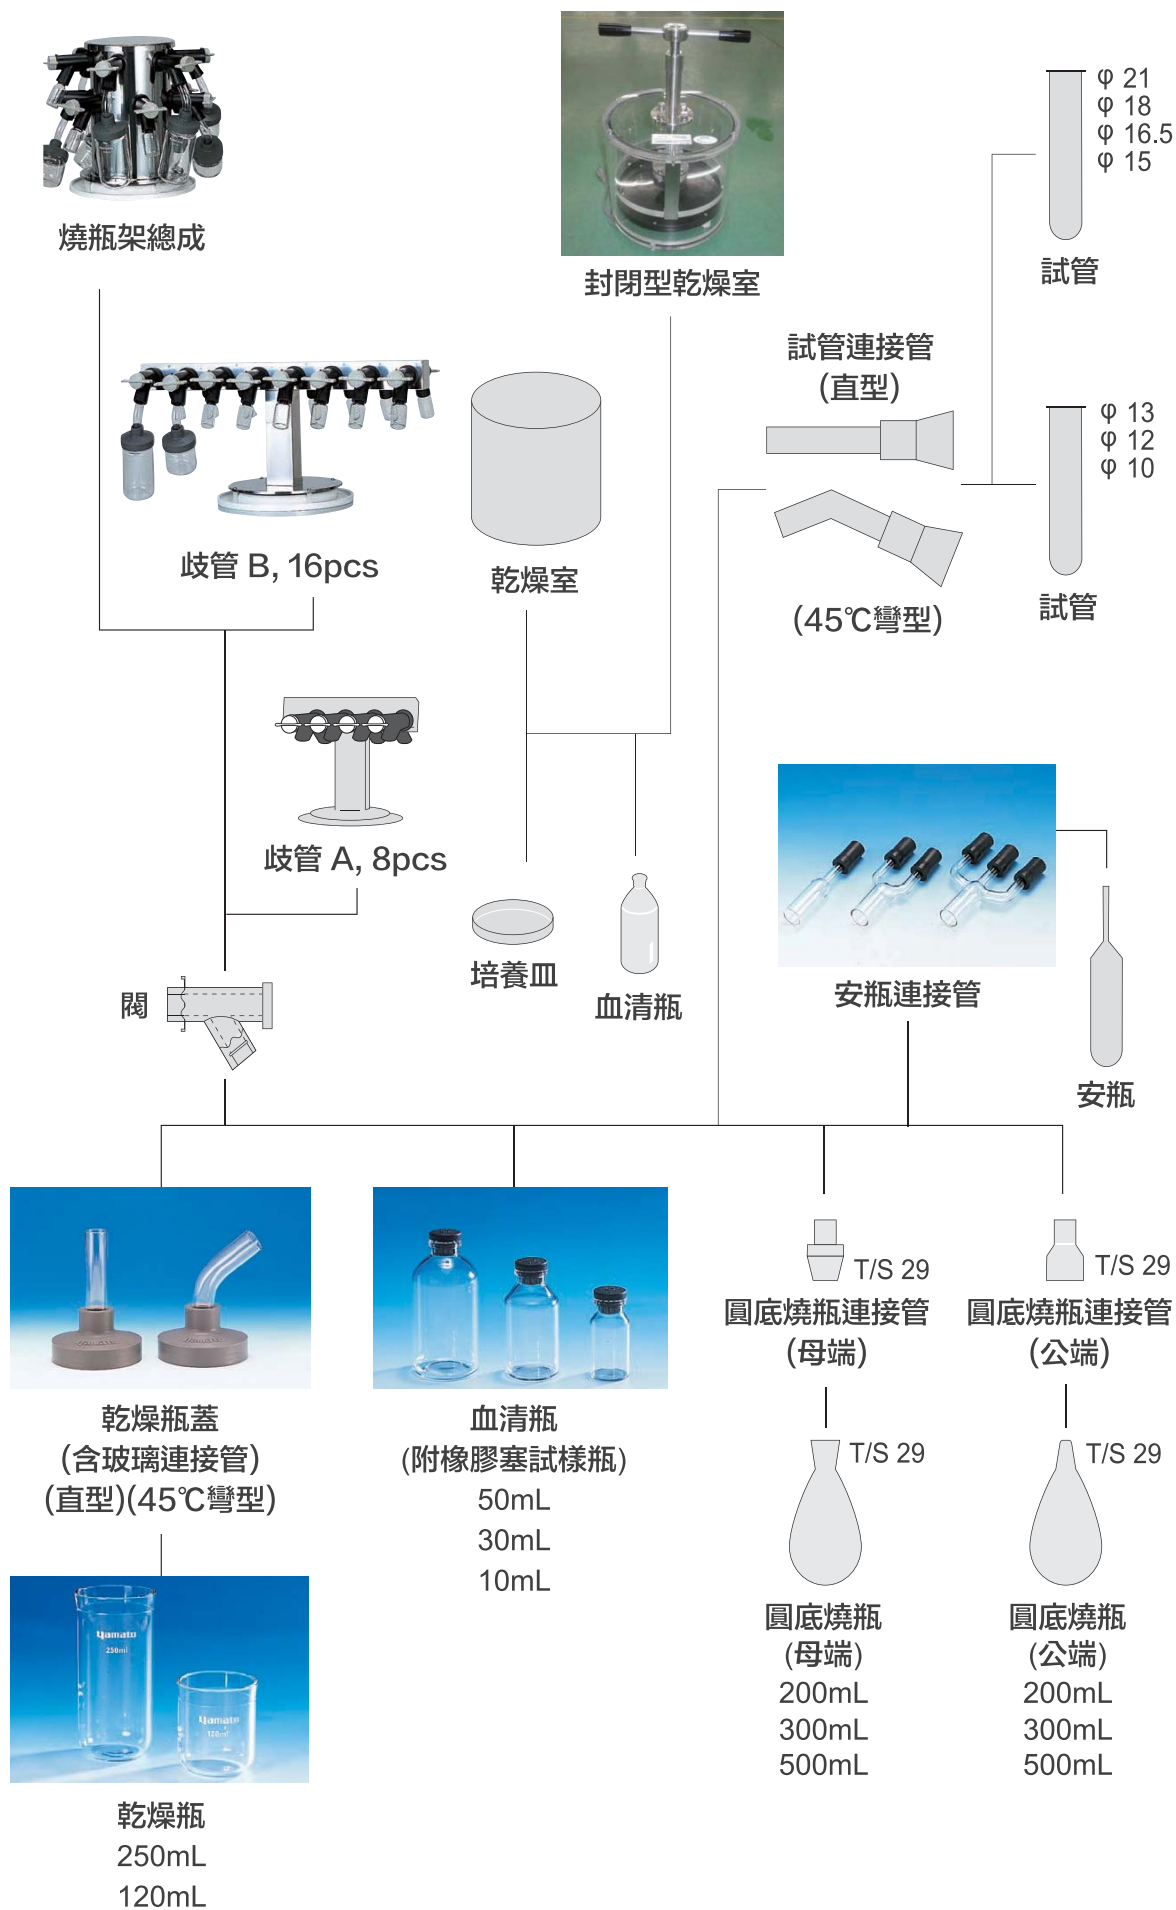 燒瓶架總成
封閉型乾燥室
φ 21
φ 18
φ 16.5
φ 15
試管
試管連接管
(直型)
φ 13
φ 12
φ 10
歧管 B, 16pcs
乾燥室
(45℃彎型)
試管
歧管 A, 8pcs
培養皿
血清瓶
安瓶連接管
閥
安瓶
T/S 29
圓底燒瓶連接管
(母端)
T/S 29
圓底燒瓶連接管
(公端)
乾燥瓶蓋
(含玻璃連接管)
(直型)(45℃彎型)
血清瓶
(附橡膠塞試樣瓶)
50mL
30mL
10mL
T/S 29
圓底燒瓶
(母端)
200mL
300mL
500mL
T/S 29
圓底燒瓶
(公端)
200mL
300mL
500mL
yamato
250ml
yamato
120ml
乾燥瓶
250mL
120mL